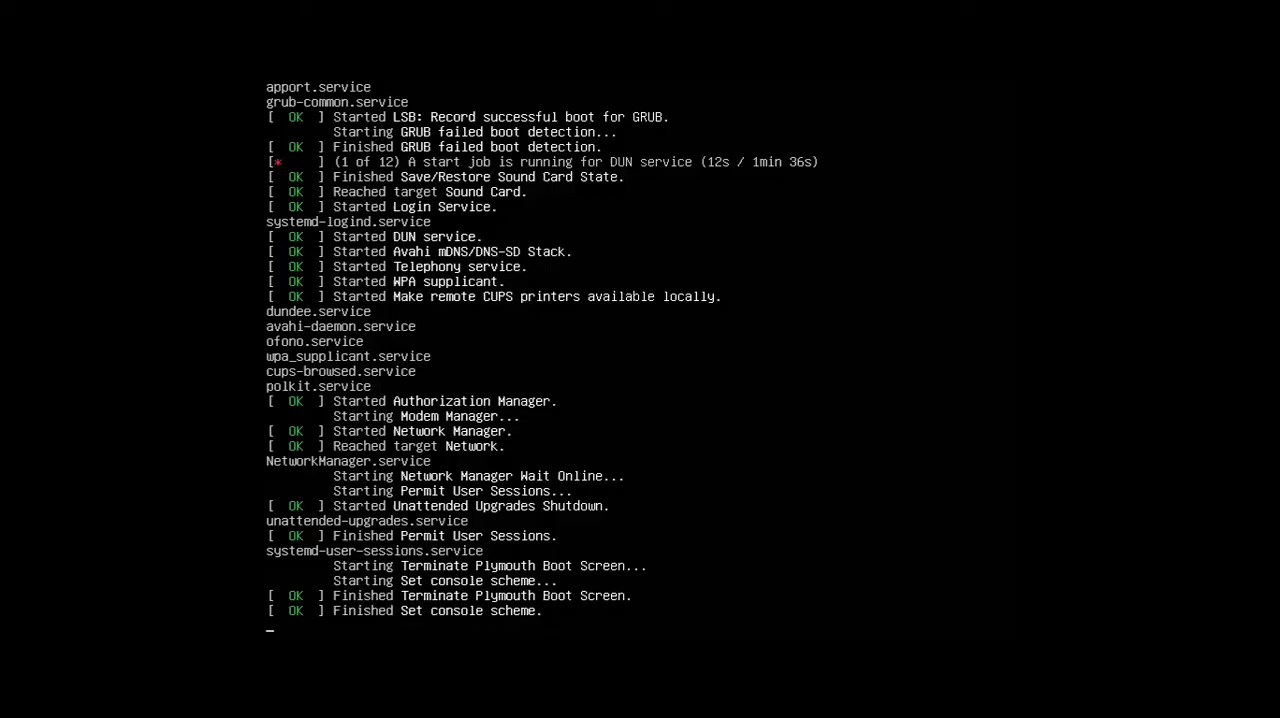 apport.service
grub-common.service
[  OK  ] Started LSB: Record successful boot for GRUB.
         Starting GRUB failed boot detection...
[  OK  ] Finished GRUB failed boot detection.
[*     ] (1 of 12) A start job is running for DUN service (12s / 1min 36s)
[  OK  ] Finished Save/Restore Sound Card State.
[  OK  ] Reached target Sound Card.
[  OK  ] Started Login Service.
systemd-logind.service
[  OK  ] Started DUN service.
[  OK  ] Started Avahi mDNS/DNS-SD Stack.
[  OK  ] Started Telephony service.
[  OK  ] Started WPA supplicant.
[  OK  ] Started Make remote CUPS printers available locally.
dundee.service
avahi-daemon.service
ofono.service
wpa_supplicant.service
cups-browsed.service
polkit.service
[  OK  ] Started Authorization Manager.
         Starting Modem Manager...
[  OK  ] Started Network Manager.
[  OK  ] Reached target Network.
NetworkManager.service
         Starting Network Manager Wait Online...
         Starting Permit User Sessions...
[  OK  ] Started Unattended Upgrades Shutdown.
unattended-upgrades.service
[  OK  ] Finished Permit User Sessions.
systemd-user-sessions.service
         Starting Terminate Plymouth Boot Screen...
         Starting Set console scheme...
[  OK  ] Finished Terminate Plymouth Boot Screen.
[  OK  ] Finished Set console scheme.
_